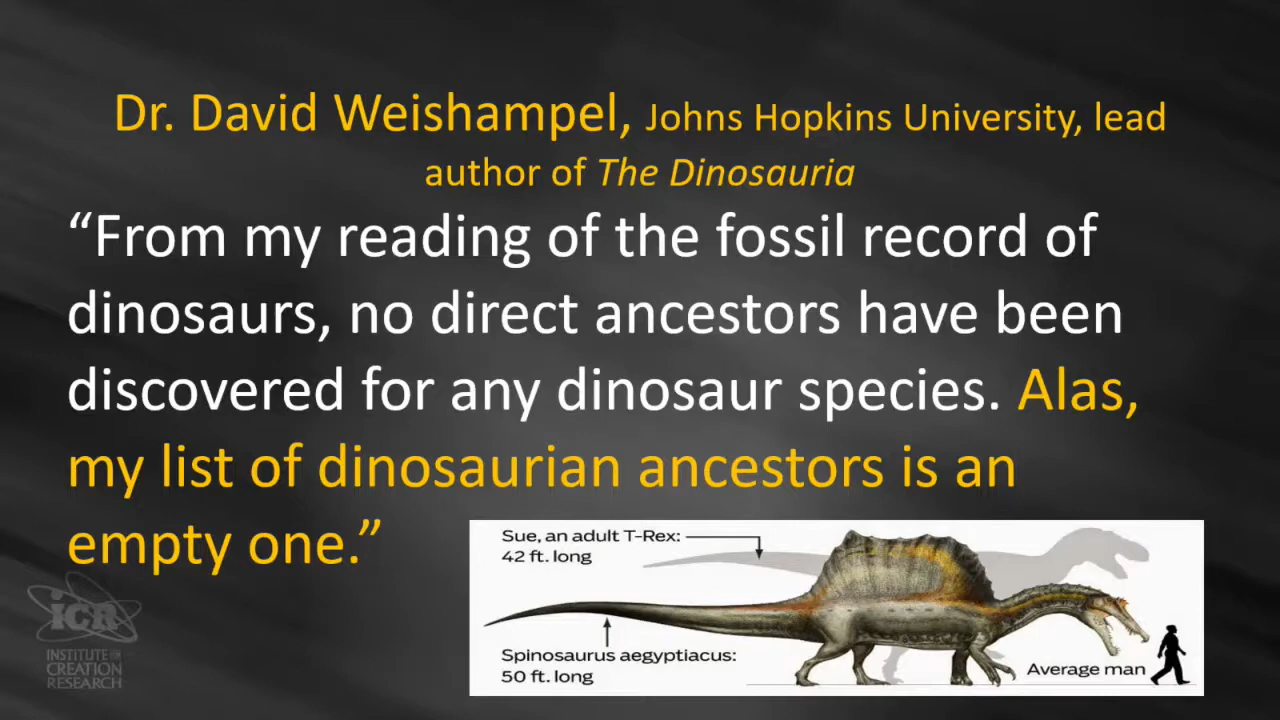 Dr. David Weishampel, Johns Hopkins University, lead
author of The Dinosauria
“From my reading of the fossil record of
dinosaurs, no direct ancestors have been
discovered for any dinosaur species. Alas,
my list of dinosaurian ancestors is an
empty one.”
Sue, an adult T-Rex:
42 ft. long
Spinosaurus aegyptiacus:
50 ft. long
Average man
iCR
INSTITUTE FOR
CREATION
RESEARCH